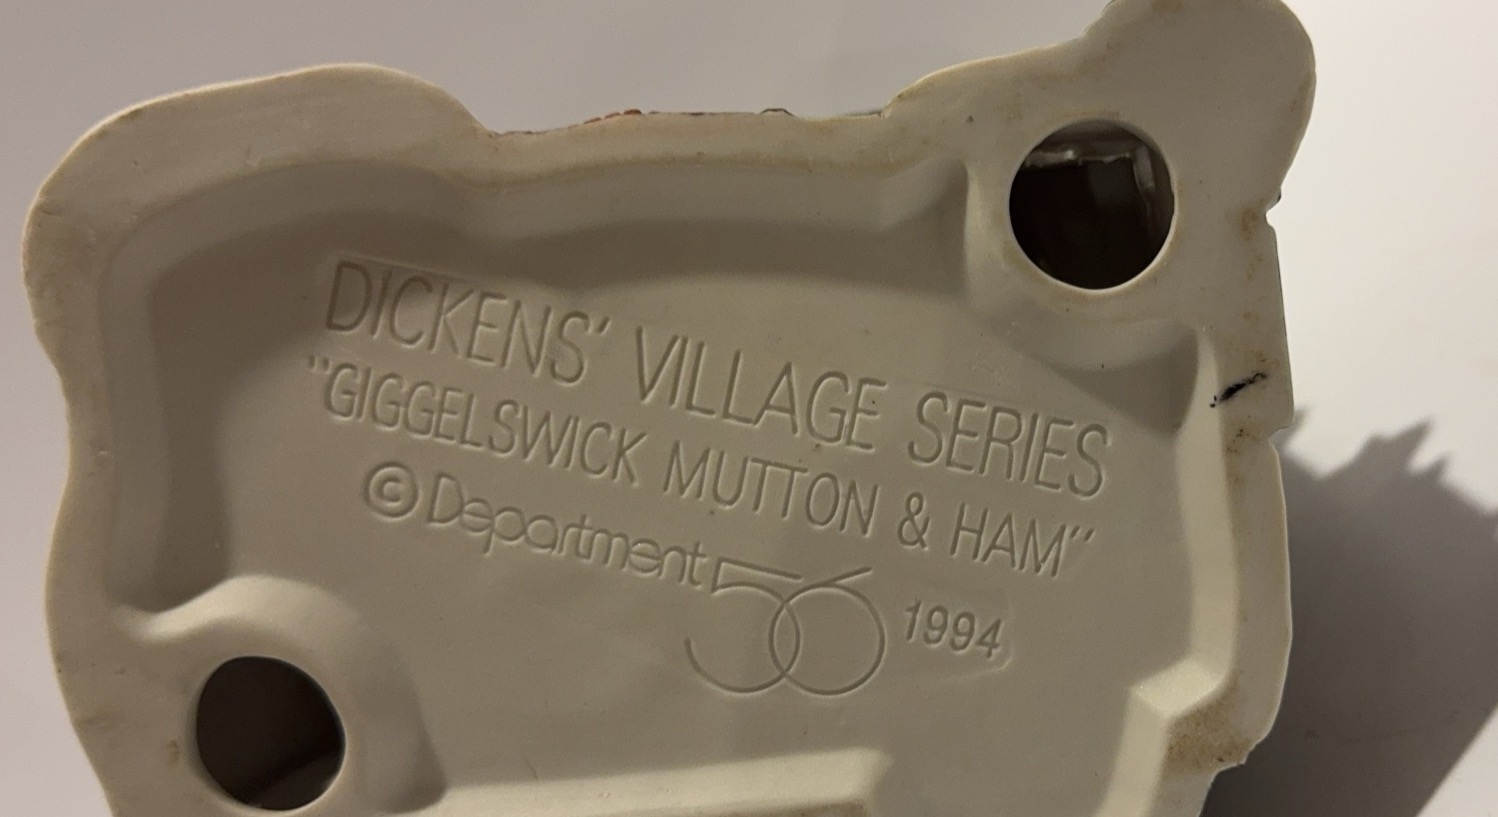 DICKENS' VILLAGE SERIES
"GIGGELSWICK MUTTON & HAM"
© Department 56 1994